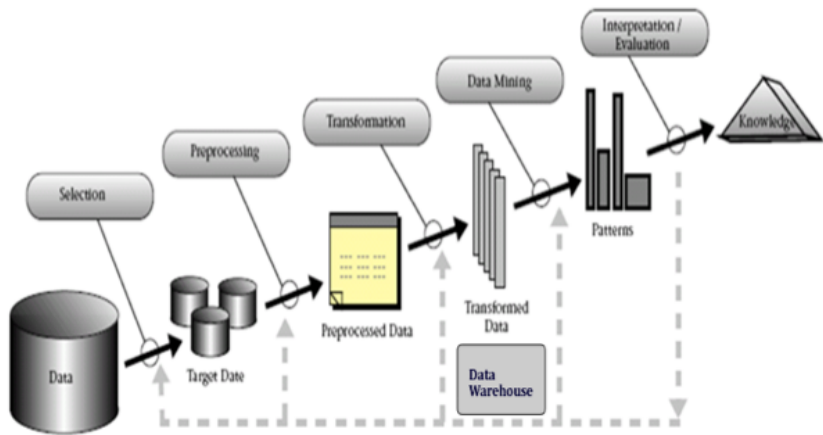 Interpretation /
Evaluation
Data Mining
Transformation
Preprocessing
Selection
Knowledge
Patterns
Transformed
Data
Preprocessed Data
Target Date
Data
Data
Warehouse